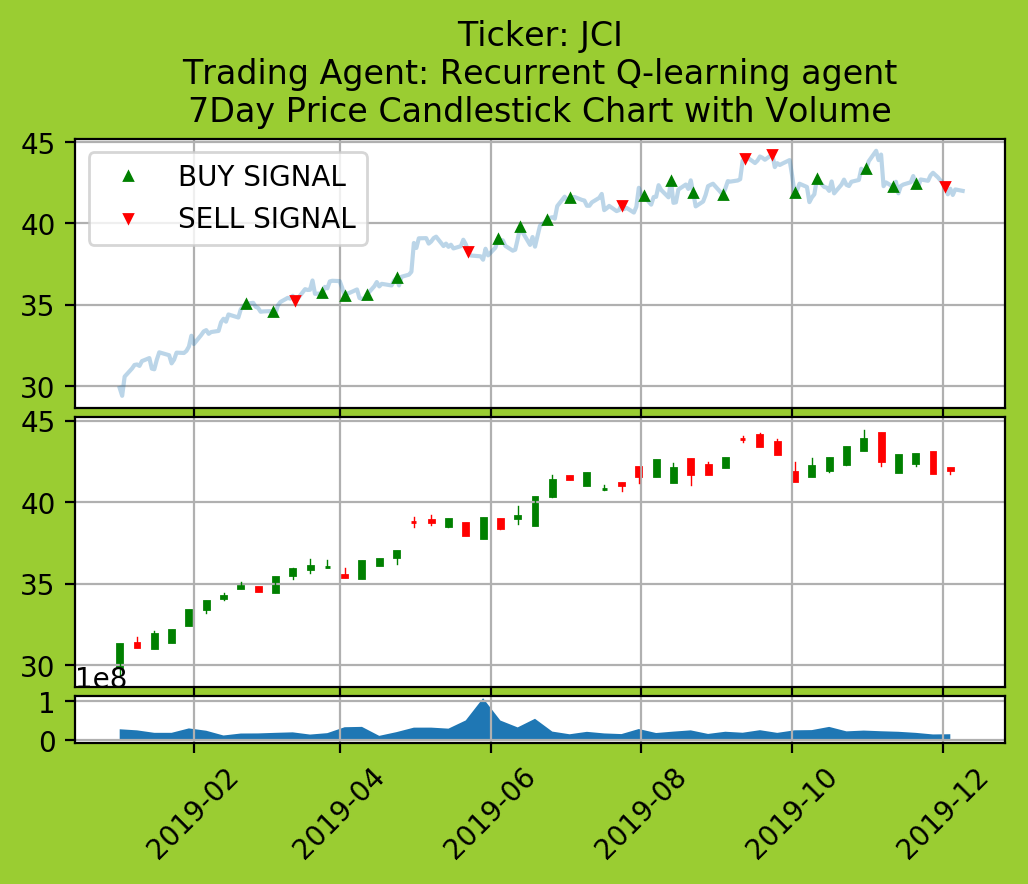 Ticker: JCI
Trading Agent: Recurrent Q-learning agent
7Day Price Candlestick Chart with Volume
45
40
35
30
BUY SIGNAL
SELL SIGNAL
45
40
35
30
1e8
1
0
2019-02
2019-04
2019-06
2019-08
2019-10
2019-12